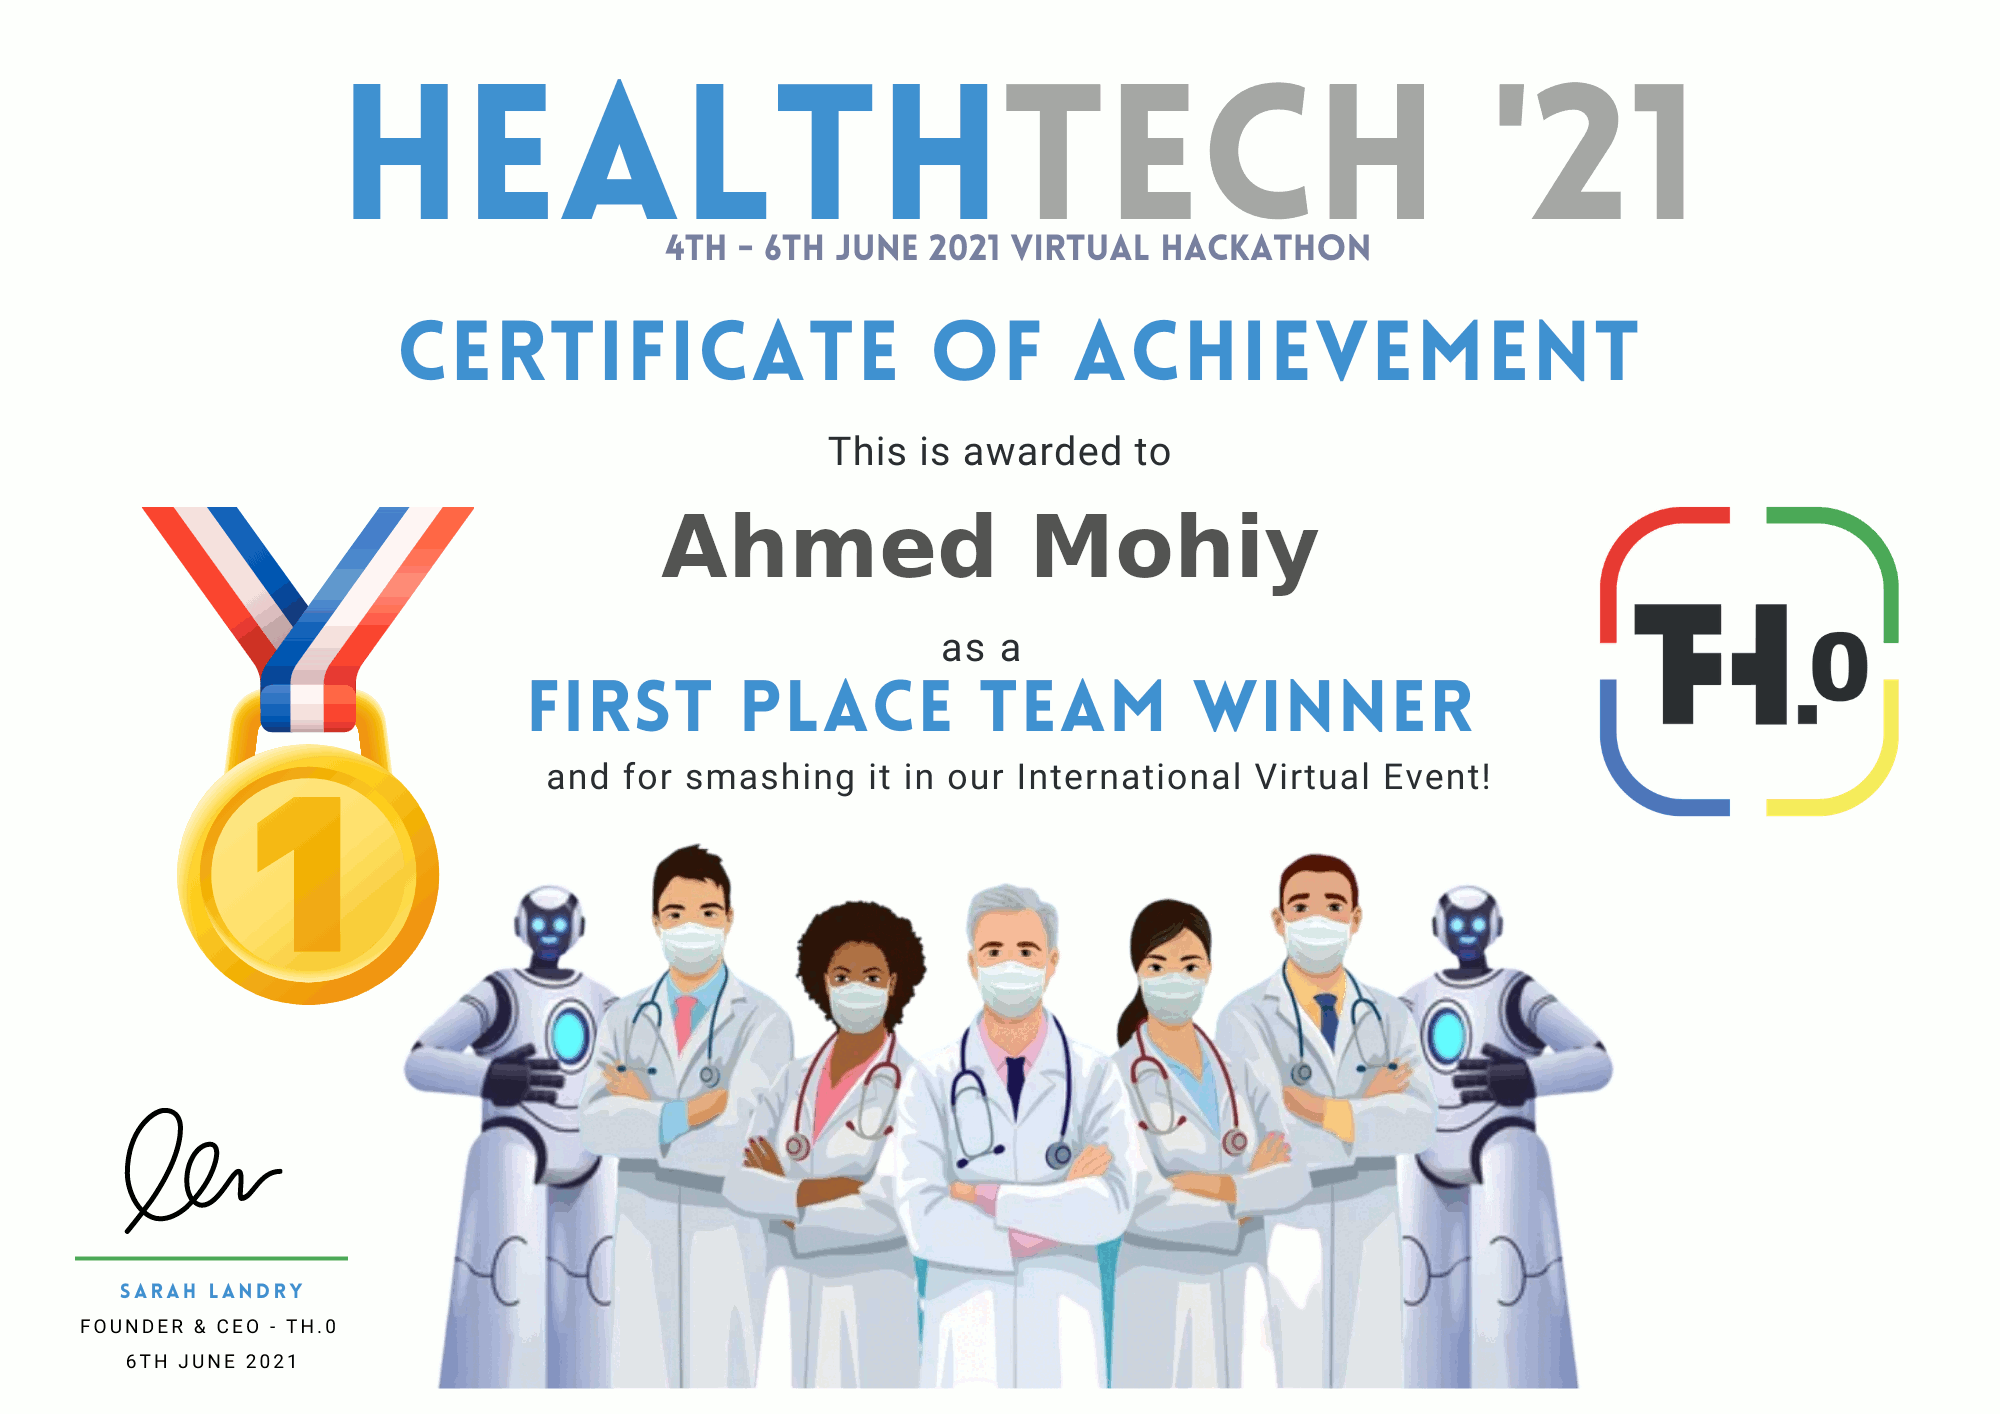 HEALTHTECH '21
4TH - 6TH JUNE 2021 VIRTUAL HACKATHON
CERTIFICATE OF ACHIEVEMENT
This is awarded to
Ahmed Mohiy
as a
FIRST PLACE TEAM WINNER
and for smashing it in our International Virtual Event!
TH.0
1
SARAH LANDRY
FOUNDER & CEO - TH.0
6TH JUNE 2021